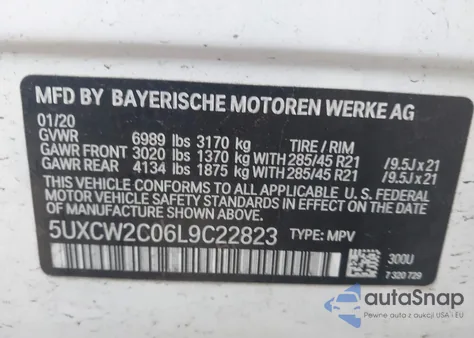 MFD BY BAYERISCHE MOTOREN WERKE AG
01/20
GVWR 6989 lbs 3170 kg TIRE / RIM
GAWR FRONT 3020 lbs 1370 kg WITH 285/45 R21 /9.5J x 21
GAWR REAR 4134 lbs 1875 kg WITH 285/45 R21 /9.5J x 21
THIS VEHICLE CONFORMS TO ALL APPLICABLE U. S. FEDERAL
MOTOR VEHICLE SAFETY STANDARDS IN EFFECT ON THE
DATE OF MANUFACTURE SHOWN ABOVE.
5UXCW2C06L9C22823 TYPE: MPV
300U
7 320 729
autoSnap
Pewne auta z aukcji USA i EU